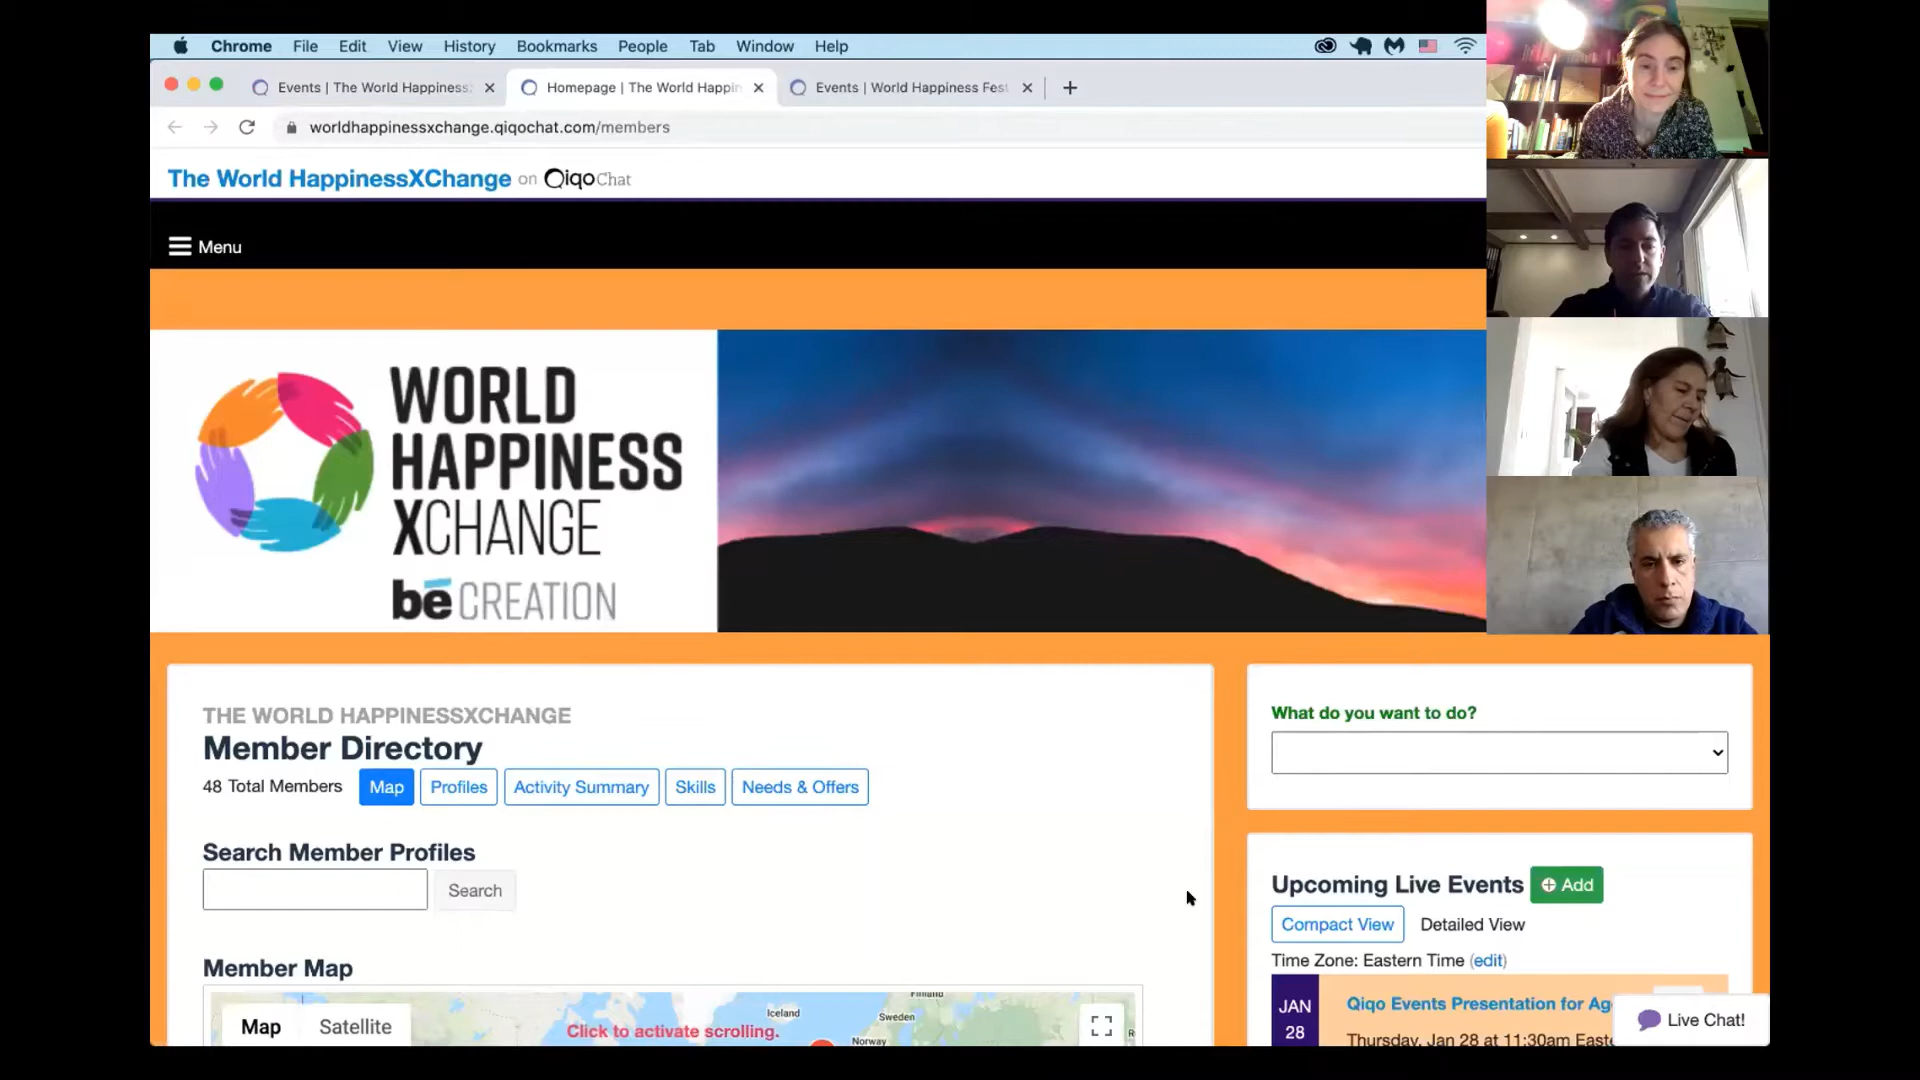 Chrome File Edit View History Bookmarks People Tab Window Help
Events | The World Happiness
Homepage | The World Happin
Events | World Happiness Fest
worldhappinessxchange.qiqochat.com/members
The World HappinessXChange on QiqoChat
Menu
WORLD
HAPPINESS
XCHANGE
bē CREATION
THE WORLD HAPPINESSXCHANGE
Member Directory
48 Total Members Map Profiles Activity Summary Skills Needs & Offers
Search Member Profiles
Search
Member Map
Map Satellite
Click to activate scrolling.
Iceland
Finland
Sweden
Norway
R
What do you want to do?
Upcoming Live Events Add
Compact View Detailed View
Time Zone: Eastern Time (edit)
JAN
28
Qiqo Events Presentation for Ag
Thursday, Jan 28 at 11:30am Easte
Live Chat!